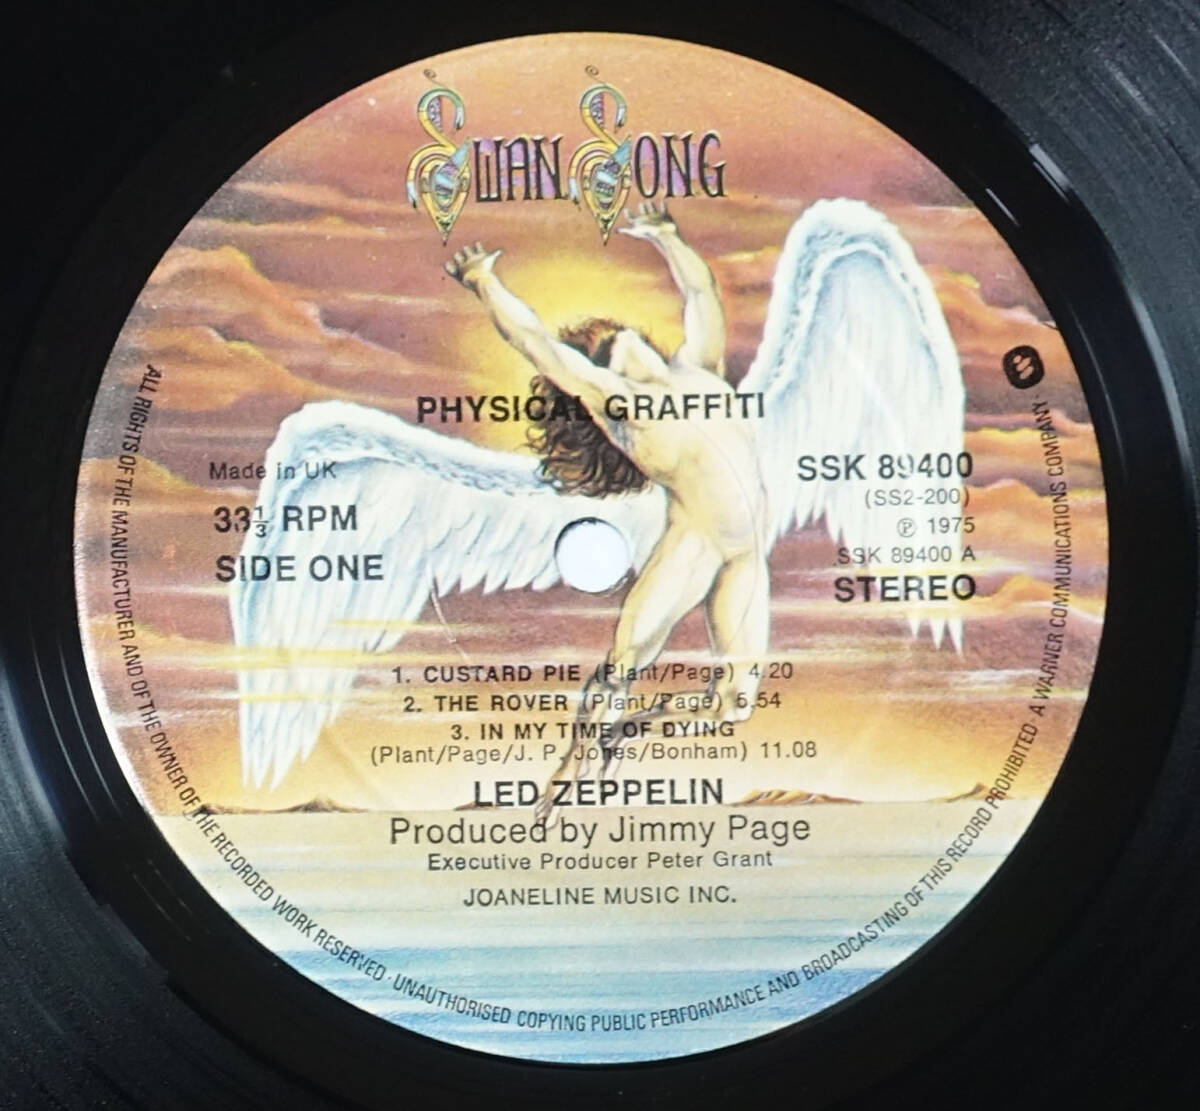 SWAN SONG
PHYSICAL GRAFFITI
Made in UK
33⅓ RPM
SIDE ONE
SSK 89400
(SS2-200)
℗ 1975
SSK 89400 A
STEREO
1. CUSTARD PIE (Plant/Page) 4.20
2. THE ROVER (Plant/Page) 5.54
3. IN MY TIME OF DYING
(Plant/Page/J. P. Jones/Bonham) 11.08
LED ZEPPELIN
Produced by Jimmy Page
Executive Producer Peter Grant
JOANELINE MUSIC INC.
ALL RIGHTS OF THE MANUFACTURER AND OF THE OWNER OF THE RECORDED WORK RESERVED · UNAUTHORISED COPYING PUBLIC PERFORMANCE AND BROADCASTING OF THIS RECORD PROHIBITED A WARNER COMMUNICATIONS COMPANY